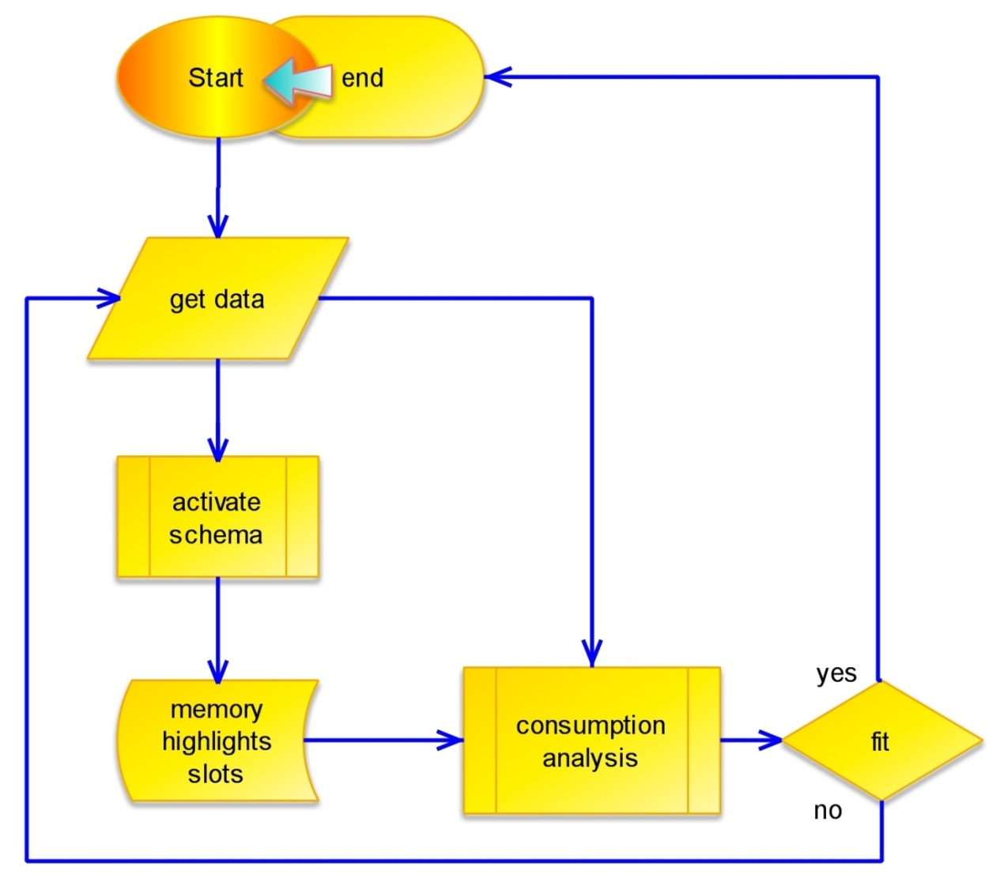 Start
end
get data
activate
schema
memory
highlights
slots
consumption
analysis
yes
fit
no